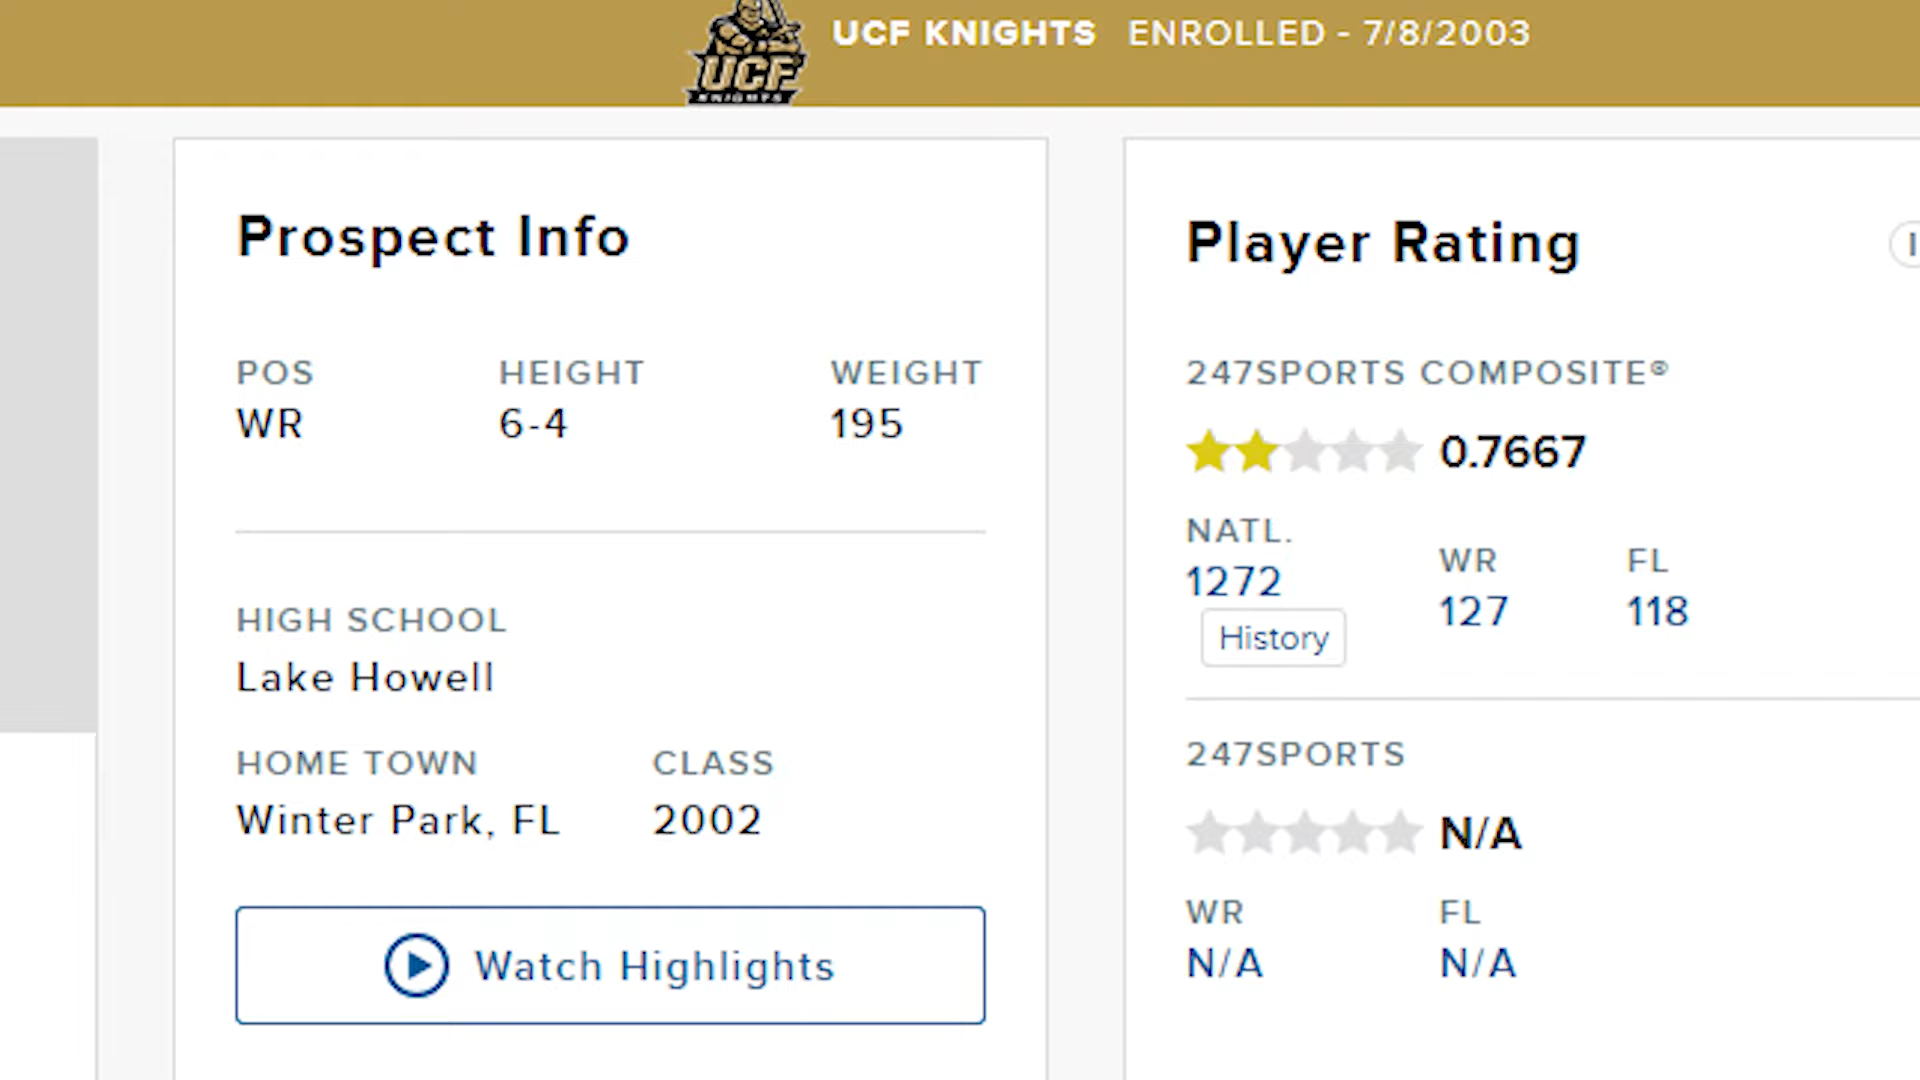 UCF KNIGHTS ENROLLED - 7/8/2003
UCF
KNIGHTS
Prospect Info
POS HEIGHT WEIGHT
WR 6-4 195
HIGH SCHOOL
Lake Howell
HOME TOWN CLASS
Winter Park, FL 2002
Watch Highlights
Player Rating
247SPORTS COMPOSITE®
0.7667
NATL. WR FL
1272 127 118
History
247SPORTS
N/A
WR FL
N/A N/A